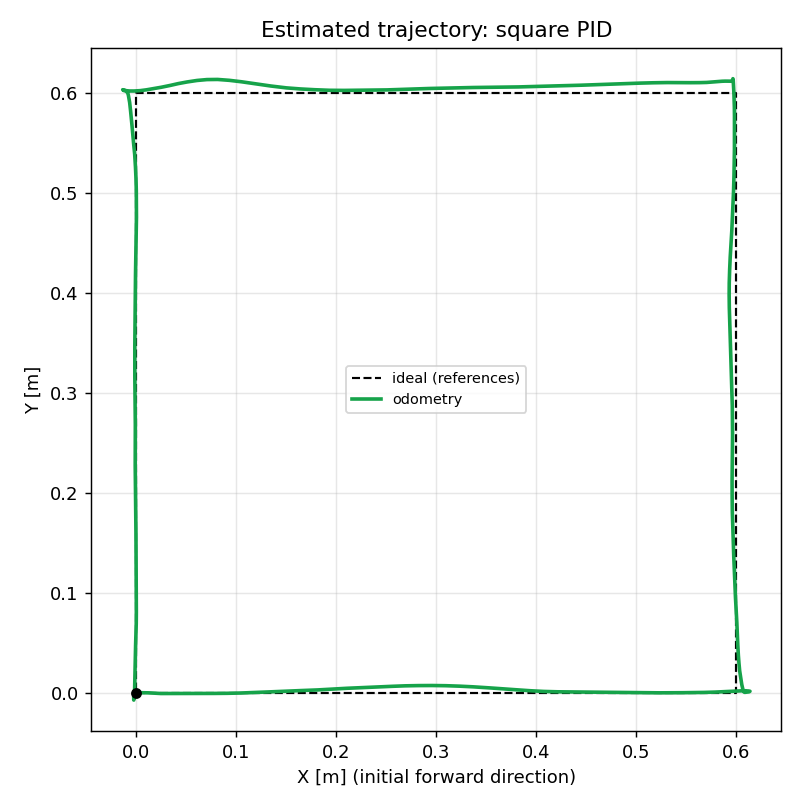 Estimated trajectory: square PID
Y [m]
0.6
0.5
0.4
0.3
0.2
0.1
0.0
ideal (references)
odometry
0.0 0.1 0.2 0.3 0.4 0.5 0.6
X [m] (initial forward direction)